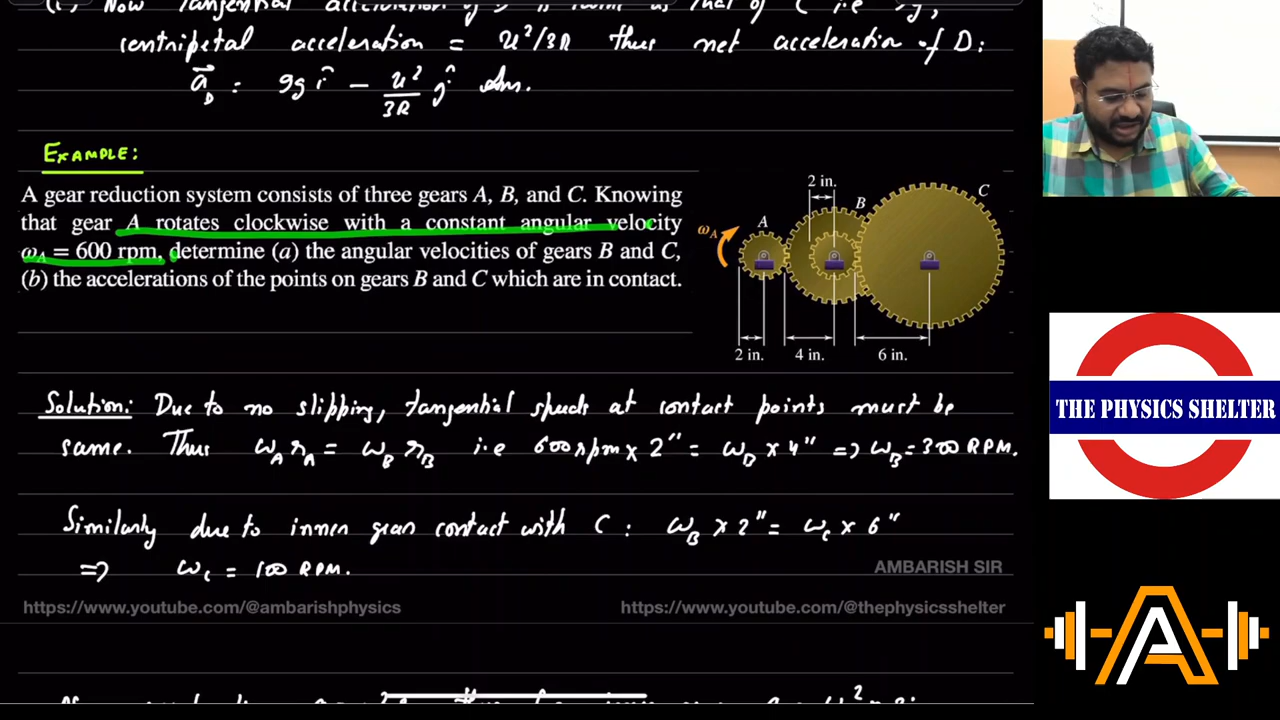 centripetal acceleration = u²/3R thus net acceleration of D:
a⃗_D = 9g î − u²/3R ĵ Ans.
EXAMPLE:
A gear reduction system consists of three gears A, B, and C. Knowing
that gear A rotates clockwise with a constant angular velocity
ω_A = 600 rpm, determine (a) the angular velocities of gears B and C,
(b) the accelerations of the points on gears B and C which are in contact.
2 in.
C
B
A
ω_A
2 in. 4 in. 6 in.
Solution: Due to no slipping, tangential speeds at contact points must be
same. Thus ω_A r_A = ω_B r_B i.e 600 rpm × 2" = ω_B × 4" => ω_B = 300 RPM.
Similarly due to inner gear contact with C: ω_B × 2" = ω_C × 6"
=> ω_C = 100 RPM.
AMBARISH SIR
https://www.youtube.com/@ambarishphysics https://www.youtube.com/@thephysicsshelter
THE PHYSICS SHELTER